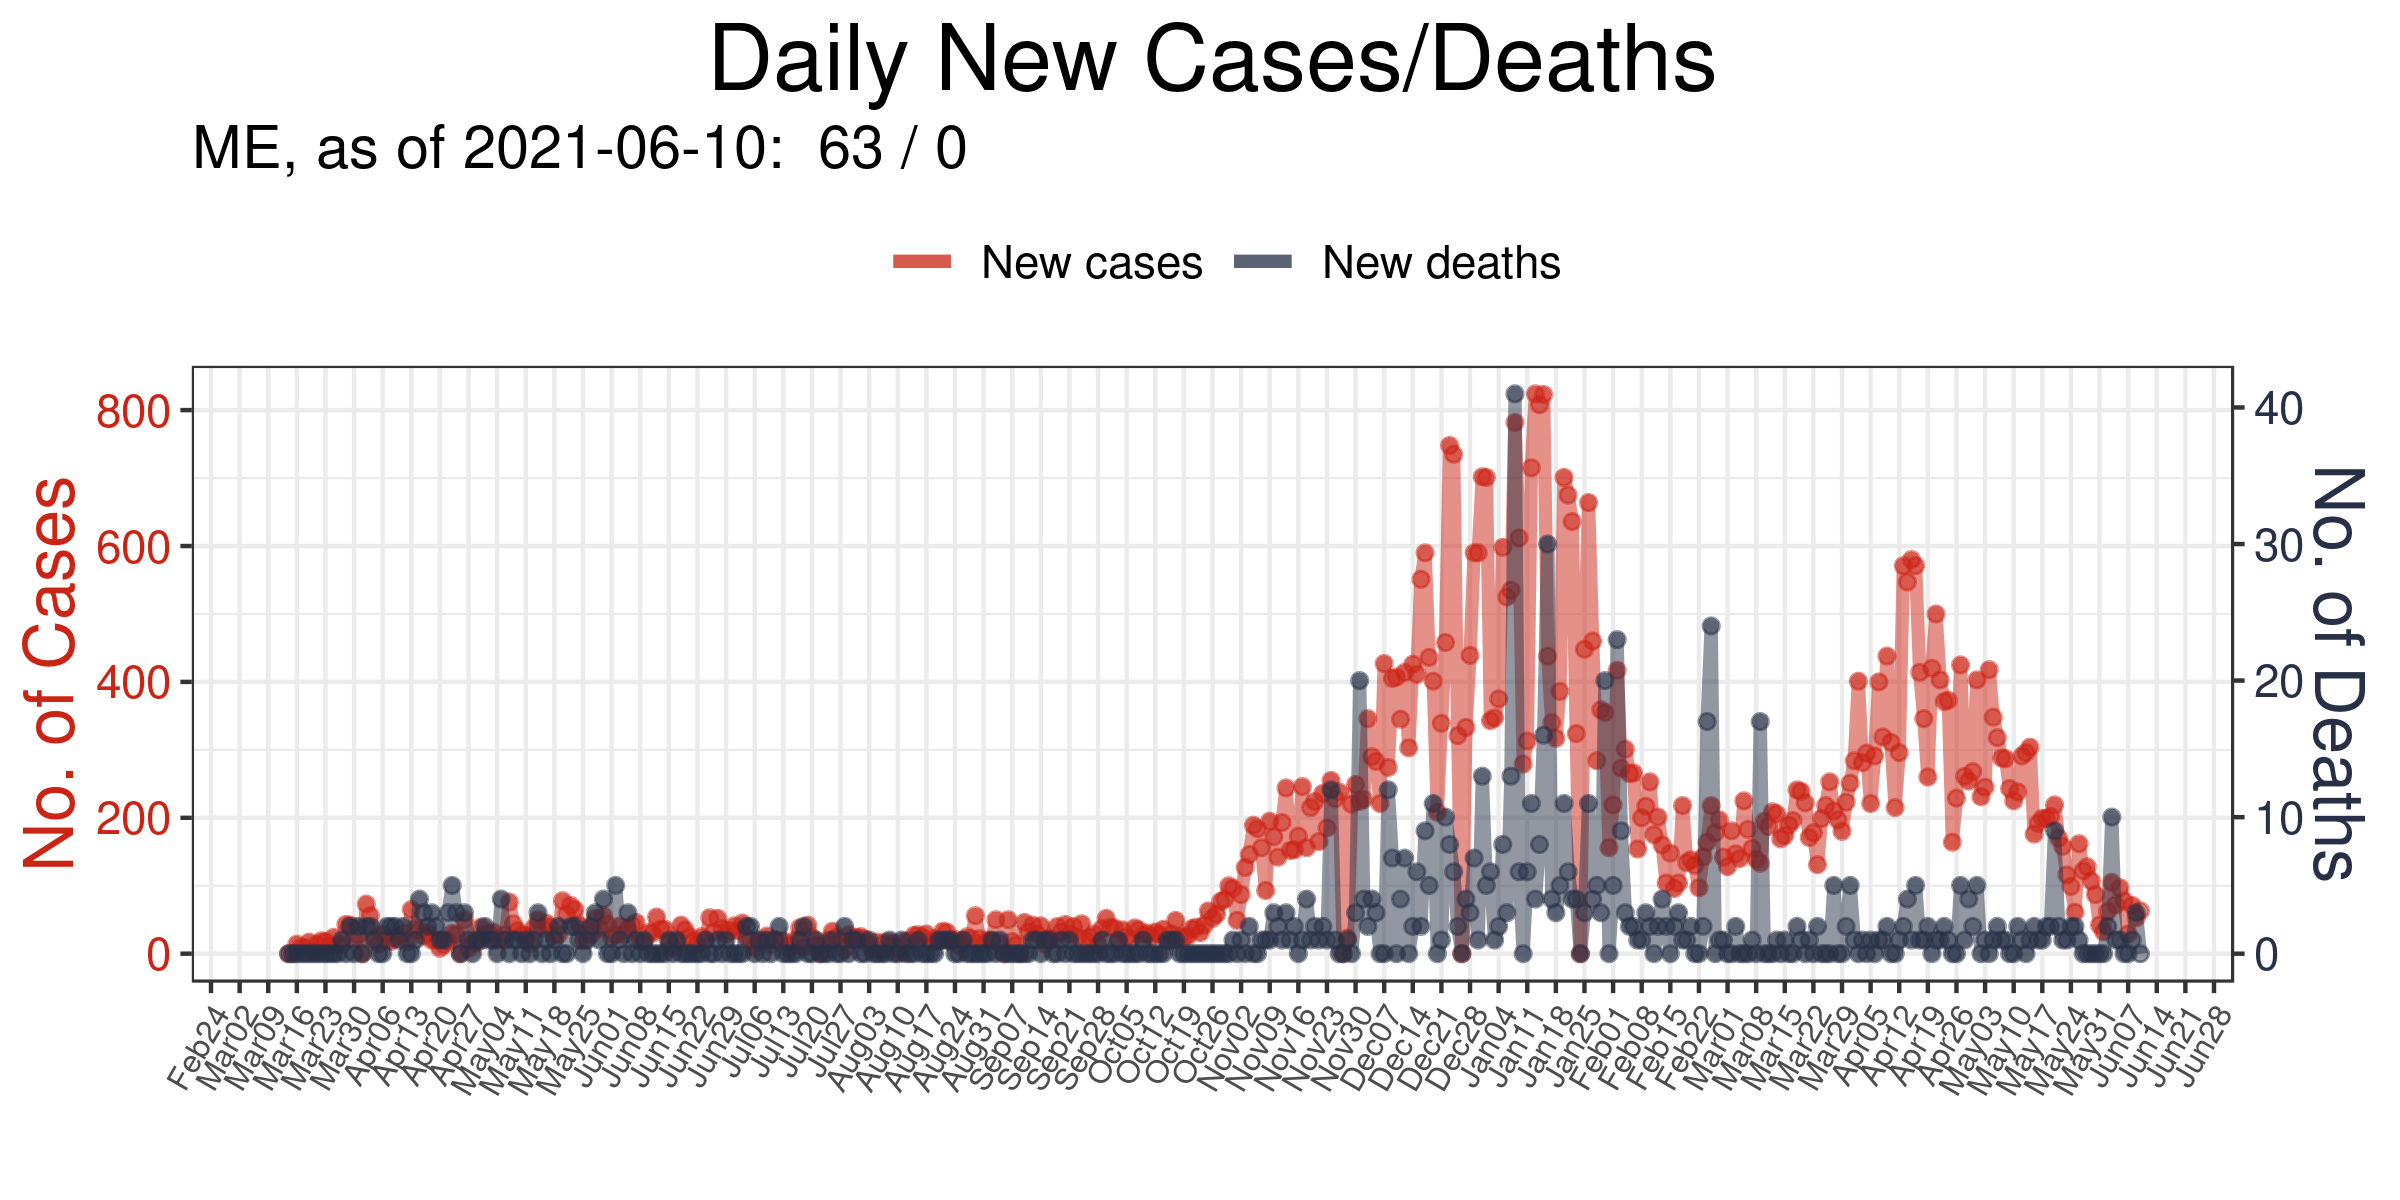 Daily New Cases/Deaths
ME, as of 2021-06-10:  63 / 0
New cases
New deaths
No. of Cases
800
600
400
200
0
40
30
20
10
0
No. of Deaths
Feb24
Mar02
Mar09
Mar16
Mar23
Mar30
Apr06
Apr13
Apr20
Apr27
May04
May11
May18
May25
Jun01
Jun08
Jun15
Jun22
Jun29
Jul06
Jul13
Jul20
Jul27
Aug03
Aug10
Aug17
Aug24
Aug31
Sep07
Sep14
Sep21
Sep28
Oct05
Oct12
Oct19
Oct26
Nov02
Nov09
Nov16
Nov23
Nov30
Dec07
Dec14
Dec21
Dec28
Jan04
Jan11
Jan18
Jan25
Feb01
Feb08
Feb15
Feb22
Mar01
Mar08
Mar15
Mar22
Mar29
Apr05
Apr12
Apr19
Apr26
May03
May10
May17
May24
May31
Jun07
Jun14
Jun21
Jun28